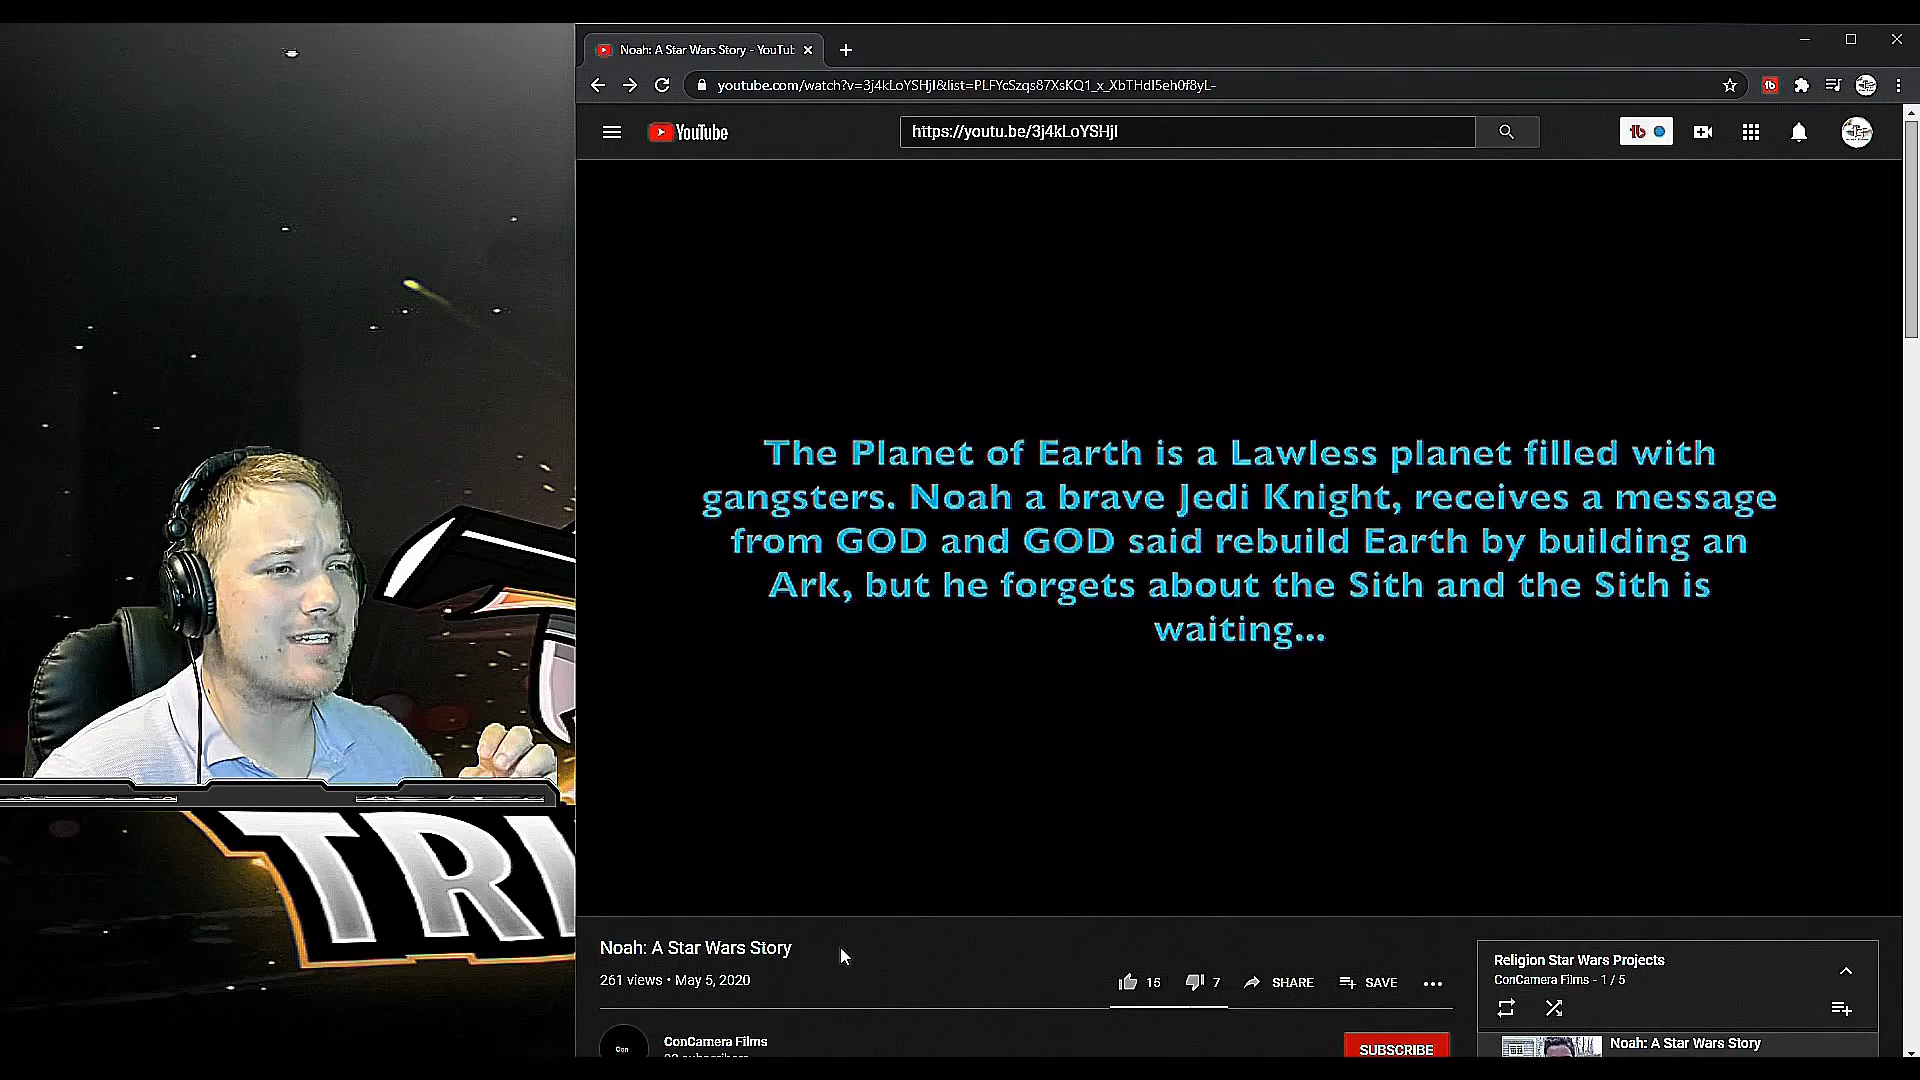 Noah: A Star Wars Story - YouTub
youtube.com/watch?v=3j4kLoYSHjI&list=PLFYcSzqs87XsKQ1_x_XbTHdI5eh0f8yL-
YouTube
https://youtu.be/3j4kLoYSHjI
The Planet of Earth is a Lawless planet filled with
gangsters. Noah a brave Jedi Knight, receives a message
from GOD and GOD said rebuild Earth by building an
Ark, but he forgets about the Sith and the Sith is
waiting...
TRI
Noah: A Star Wars Story
261 views • May 5, 2020
15
7
SHARE
SAVE
Religion Star Wars Projects
ConCamera Films - 1 / 5
Con
ConCamera Films
SUBSCRIBE
Noah: A Star Wars Story